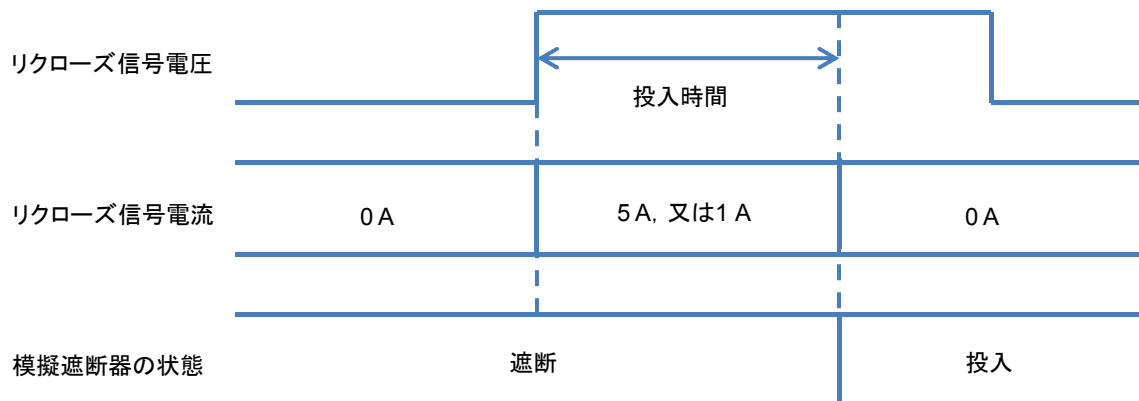 リクローズ信号電圧
投入時間
リクローズ信号電流
0 A
5 A, 又は1 A
0 A
模擬遮断器の状態
遮断
投入